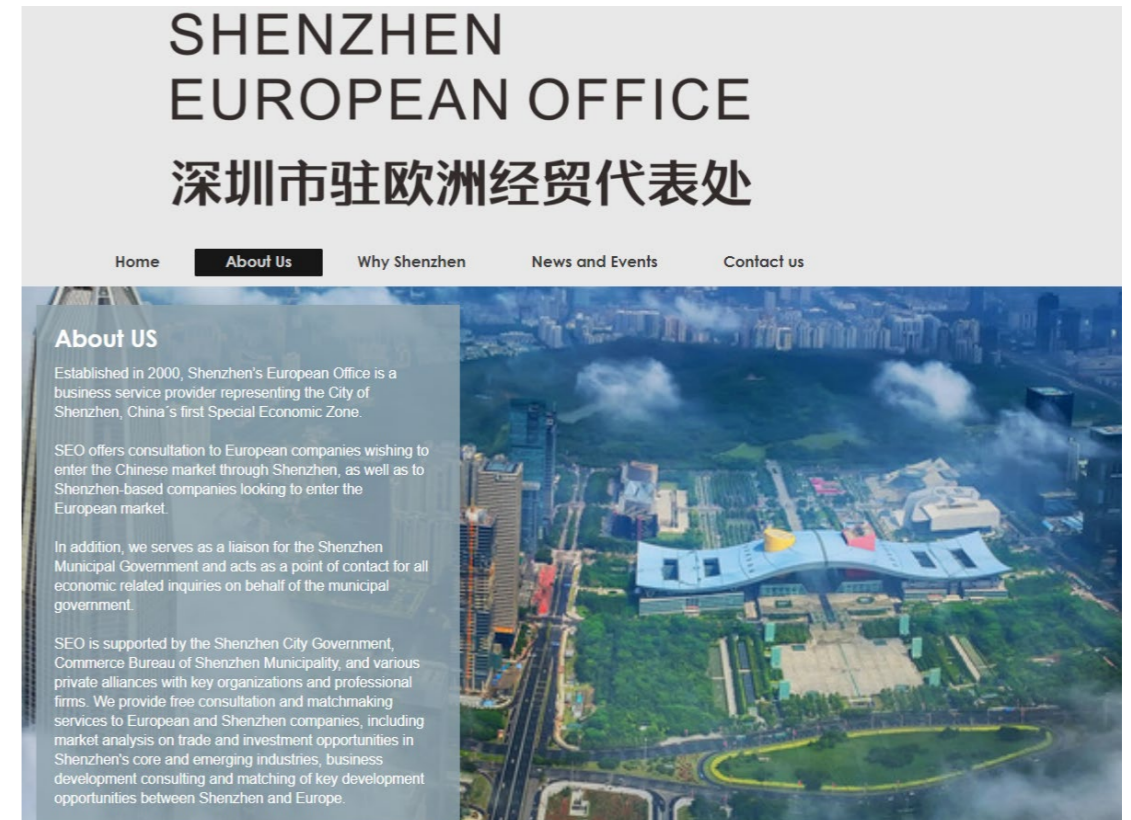 SHENZHEN
EUROPEAN OFFICE
深圳市驻欧洲经贸代表处
Home About Us Why Shenzhen News and Events Contact us
About US
Established in 2000, Shenzhen's European Office is a
business service provider representing the City of
Shenzhen, China´s first Special Economic Zone.
SEO offers consultation to European companies wishing to
enter the Chinese market through Shenzhen, as well as to
Shenzhen-based companies looking to enter the
European market.
In addition, we serves as a liaison for the Shenzhen
Municipal Government and acts as a point of contact for all
economic related inquiries on behalf of the municipal
government.
SEO is supported by the Shenzhen City Government,
Commerce Bureau of Shenzhen Municipality, and various
private alliances with key organizations and professional
firms. We provide free consultation and matchmaking
services to European and Shenzhen companies, including
market analysis on trade and investment opportunities in
Shenzhen's core and emerging industries, business
development consulting and matching of key development
opportunities between Shenzhen and Europe.